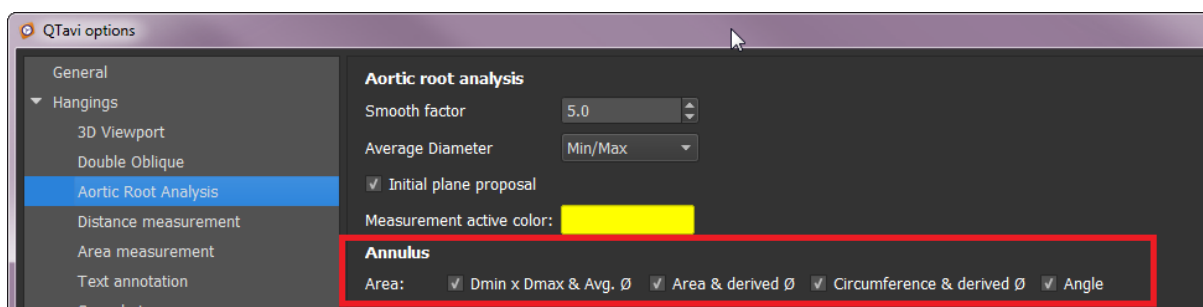 QTavi options
General
Hangings
3D Viewport
Double Oblique
Aortic Root Analysis
Distance measurement
Area measurement
Text annotation
Aortic root analysis
Smooth factor 5.0
Average Diameter Min/Max
Initial plane proposal
Measurement active color:
Annulus
Area: Dmin x Dmax & Avg. Ø Area & derived Ø Circumference & derived Ø Angle